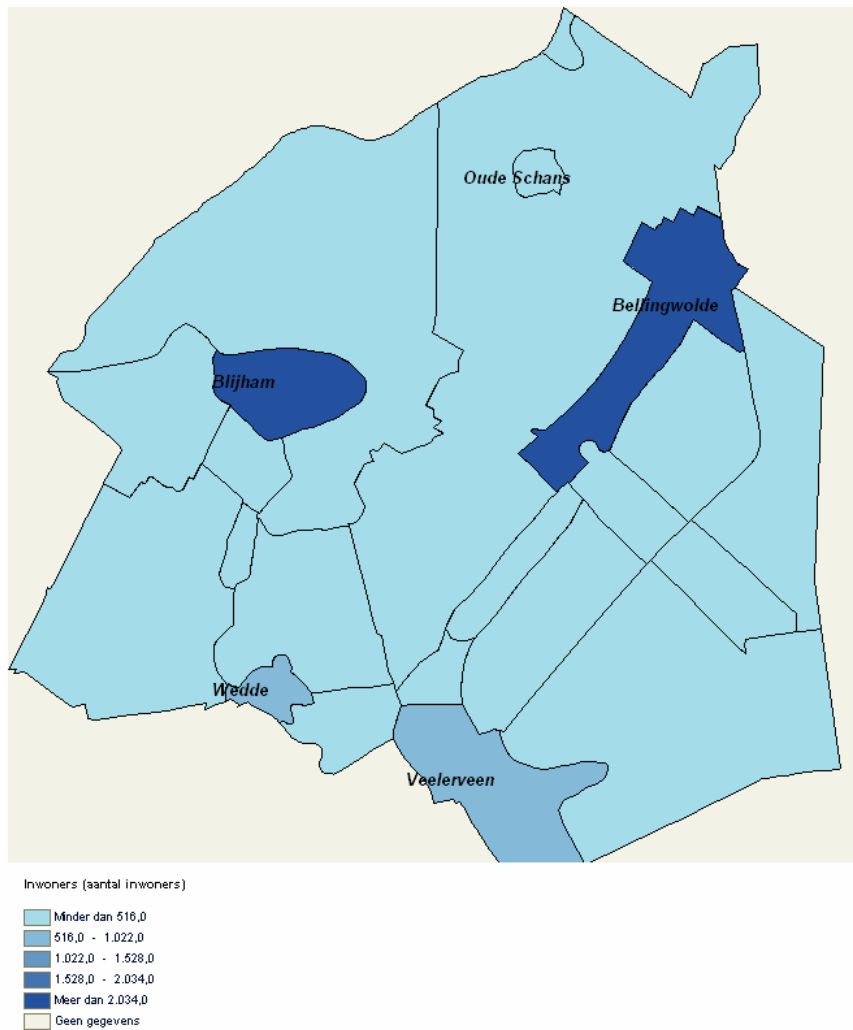 Oude Schans
Bellingwolde
Blijham
Wedde
Veelerveen
Inwoners (aantal inwoners)
Minder dan 516,0
516,0 - 1.022,0
1.022,0 - 1.528,0
1.528,0 - 2.034,0
Meer dan 2.034,0
Geen gegevens